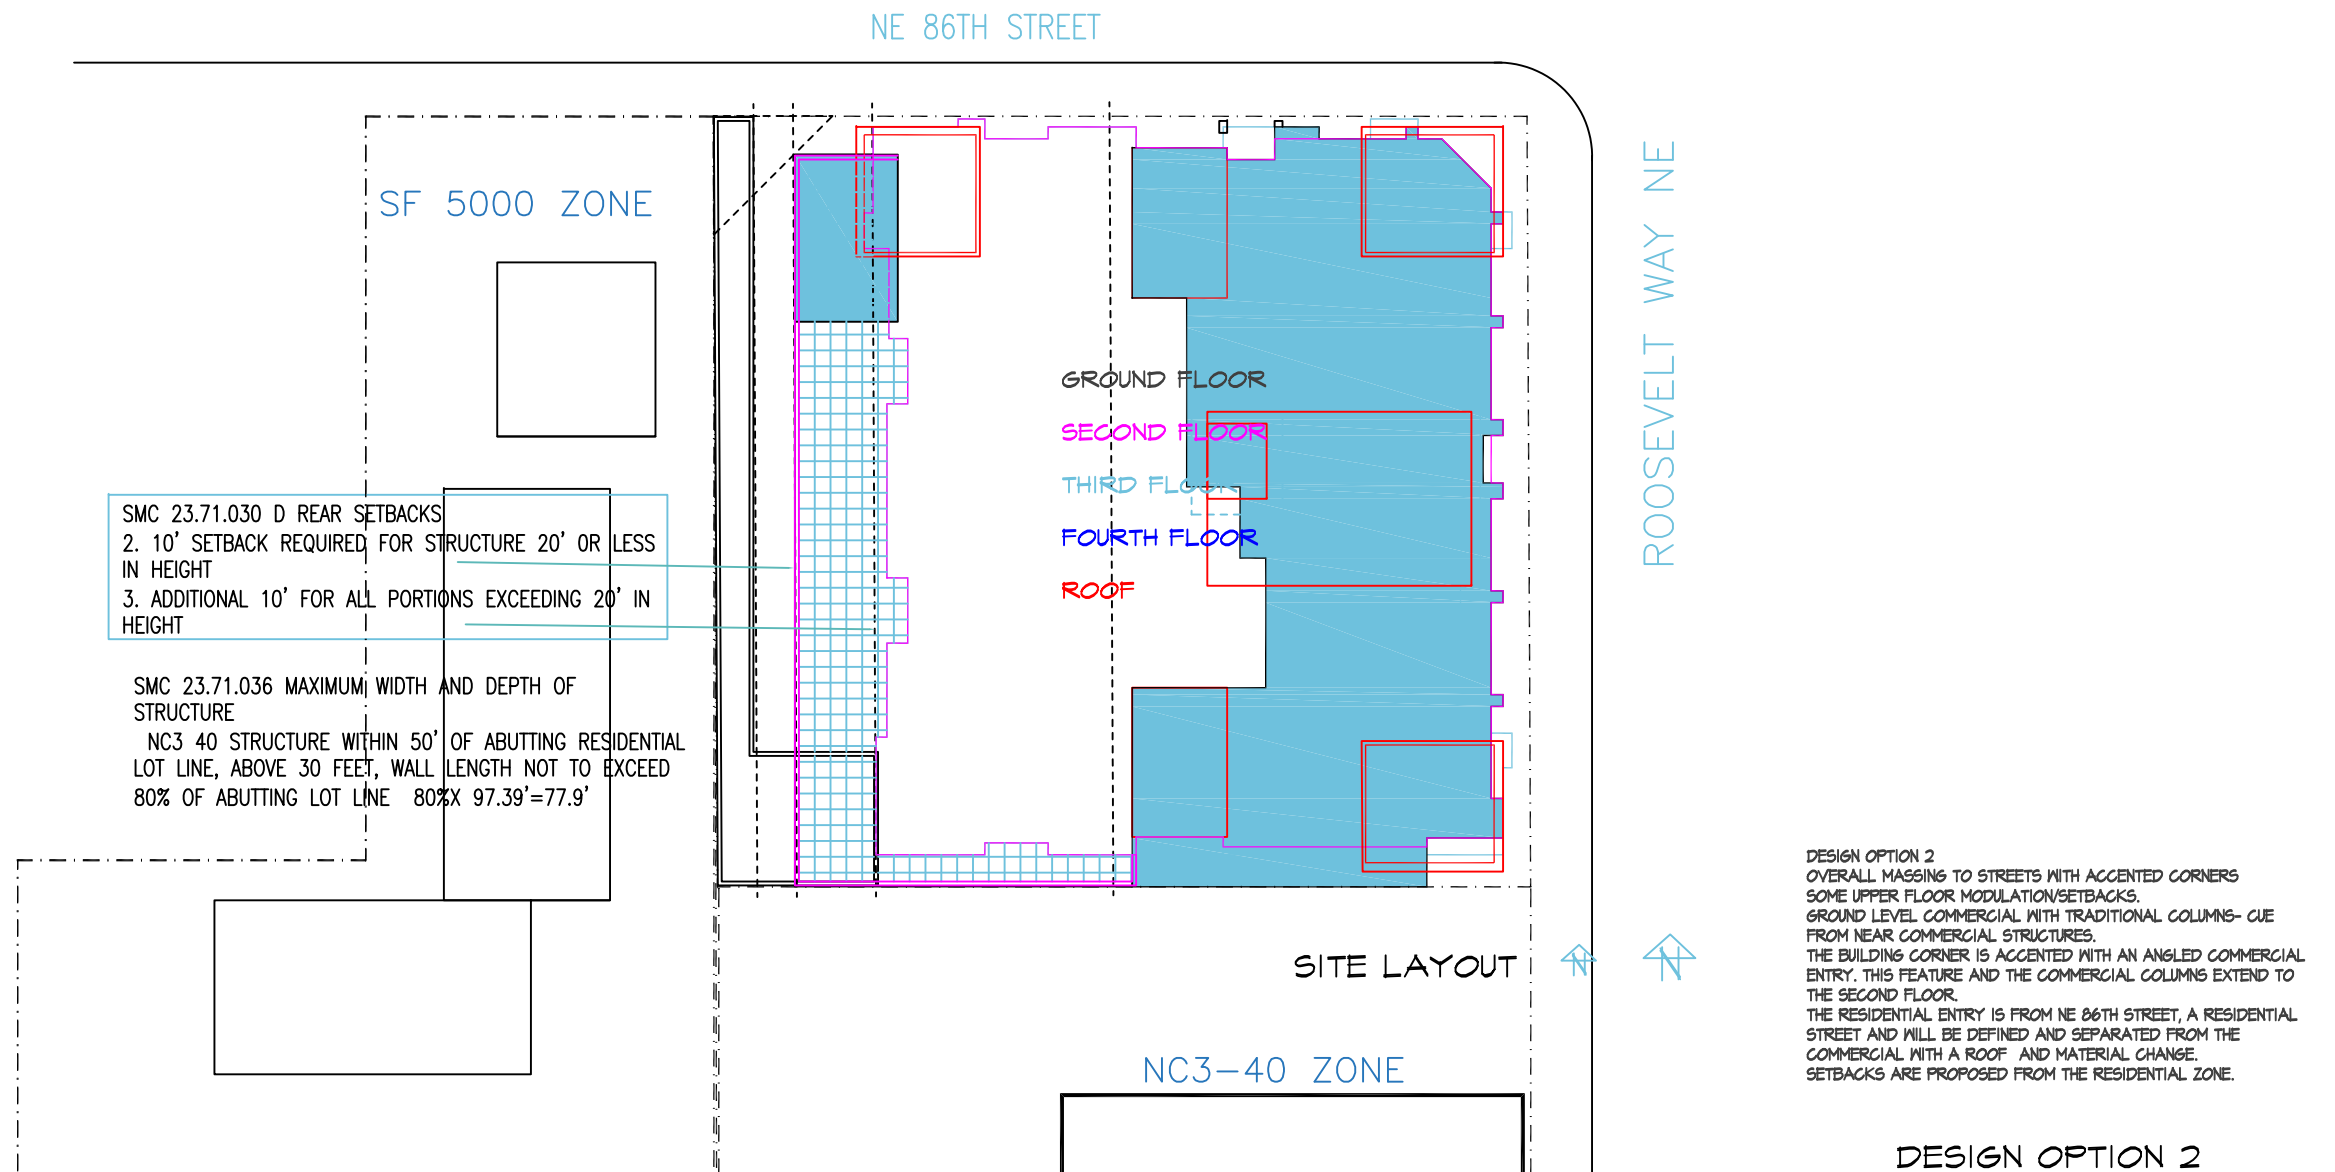 NE 86TH STREET
SF 5000 ZONE
ROOSEVELT WAY NE
GROUND FLOOR
SECOND FLOOR
THIRD FLOOR
FOURTH FLOOR
ROOF
SMC 23.71.030 D REAR SETBACKS
2. 10' SETBACK REQUIRED FOR STRUCTURE 20' OR LESS
IN HEIGHT
3. ADDITIONAL 10' FOR ALL PORTIONS EXCEEDING 20' IN
HEIGHT
SMC 23.71.036 MAXIMUM WIDTH AND DEPTH OF
STRUCTURE
NC3 40 STRUCTURE WITHIN 50' OF ABUTTING RESIDENTIAL
LOT LINE, ABOVE 30 FEET, WALL LENGTH NOT TO EXCEED
80% OF ABUTTING LOT LINE 80%X 97.39'=77.9'
SITE LAYOUT
N
N
NC3-40 ZONE
DESIGN OPTION 2
OVERALL MASSING TO STREETS WITH ACCENTED CORNERS
SOME UPPER FLOOR MODULATION/SETBACKS.
GROUND LEVEL COMMERCIAL WITH TRADITIONAL COLUMNS- CUE
FROM NEAR COMMERCIAL STRUCTURES.
THE BUILDING CORNER IS ACCENTED WITH AN ANGLED COMMERCIAL
ENTRY. THIS FEATURE AND THE COMMERCIAL COLUMNS EXTEND TO
THE SECOND FLOOR.
THE RESIDENTIAL ENTRY IS FROM NE 86TH STREET, A RESIDENTIAL
STREET AND WILL BE DEFINED AND SEPARATED FROM THE
COMMERCIAL WITH A ROOF AND MATERIAL CHANGE.
SETBACKS ARE PROPOSED FROM THE RESIDENTIAL ZONE.
DESIGN OPTION 2